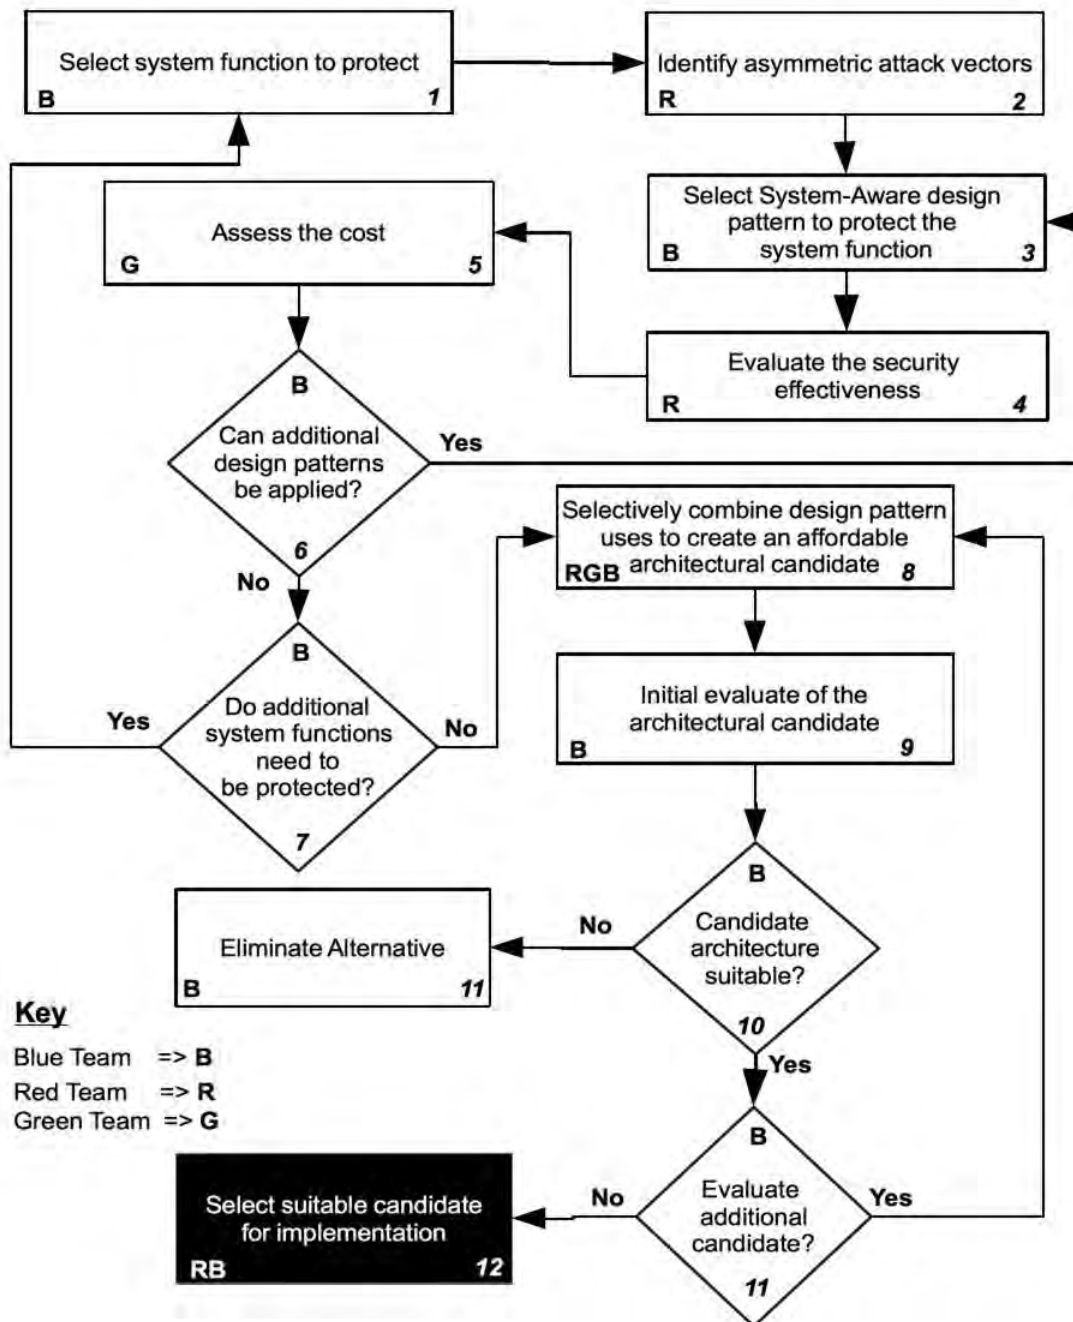 Select system function to protect
B 1
Identify asymmetric attack vectors
R 2
Select System-Aware design
pattern to protect the
system function
B 3
Evaluate the security
effectiveness
R 4
Assess the cost
G 5
B
Can additional
design patterns
be applied?
6
Yes
No
B
Do additional
system functions
need to
be protected?
7
Yes
No
Selectively combine design pattern
uses to create an affordable
architectural candidate
RGB 8
Initial evaluate of the
architectural candidate
B 9
B
Candidate
architecture
suitable?
10
No
Yes
Eliminate Alternative
B 11
B
Evaluate
additional
candidate?
11
No
Yes
Select suitable candidate
for implementation
RB 12
Key
Blue Team => B
Red Team => R
Green Team => G